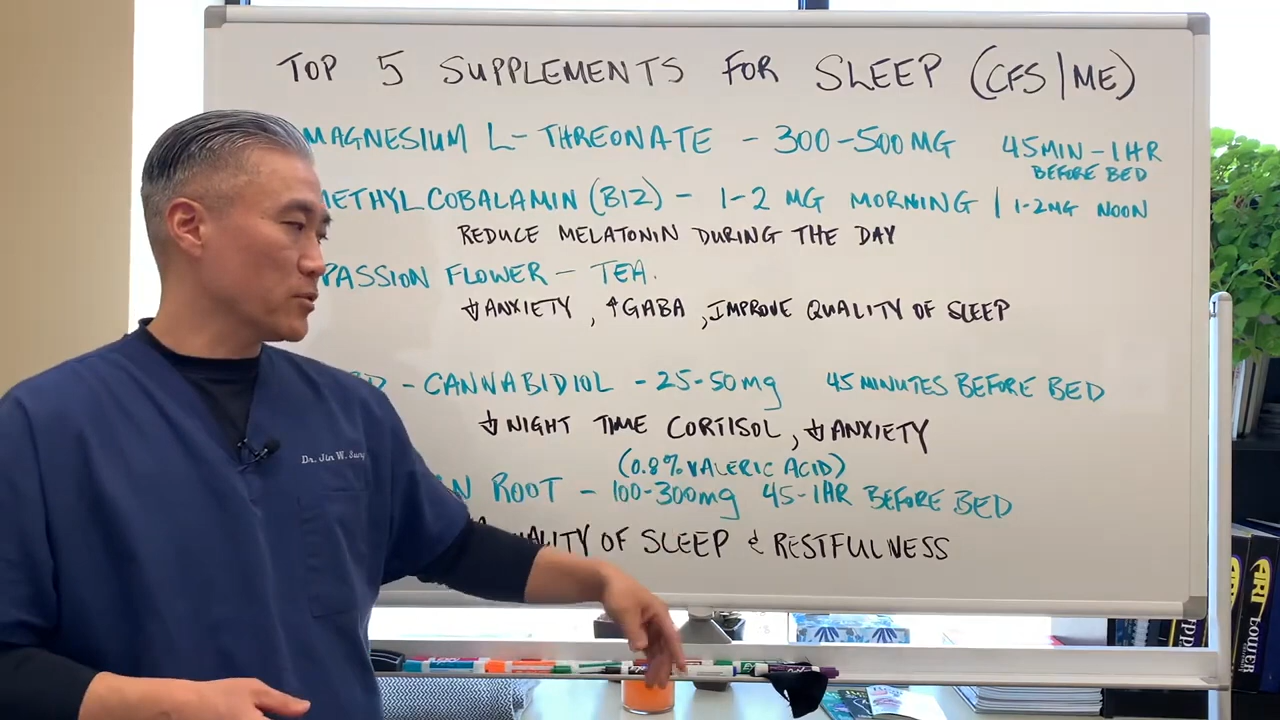 TOP 5 SUPPLEMENTS FOR SLEEP (CFS|ME)
MAGNESIUM L-THREONATE - 300-500MG 45MIN-1HR
BEFORE BED
METHYLCOBALAMIN (B12) - 1-2 MG MORNING | 1-2MG NOON
REDUCE MELATONIN DURING THE DAY
PASSION FLOWER - TEA.
↓ANXIETY, ↑GABA, IMPROVE QUALITY OF SLEEP
- CANNABIDIOL - 25-50mg 45 MINUTES BEFORE BED
↓NIGHT TIME CORTISOL, ↓ANXIETY
(0.8% VALERIC ACID)
ROOT - 100-300mg 45-1HR BEFORE BED
QUALITY OF SLEEP & RESTFULNESS
Dr. Jin W. Sung
ART
ART